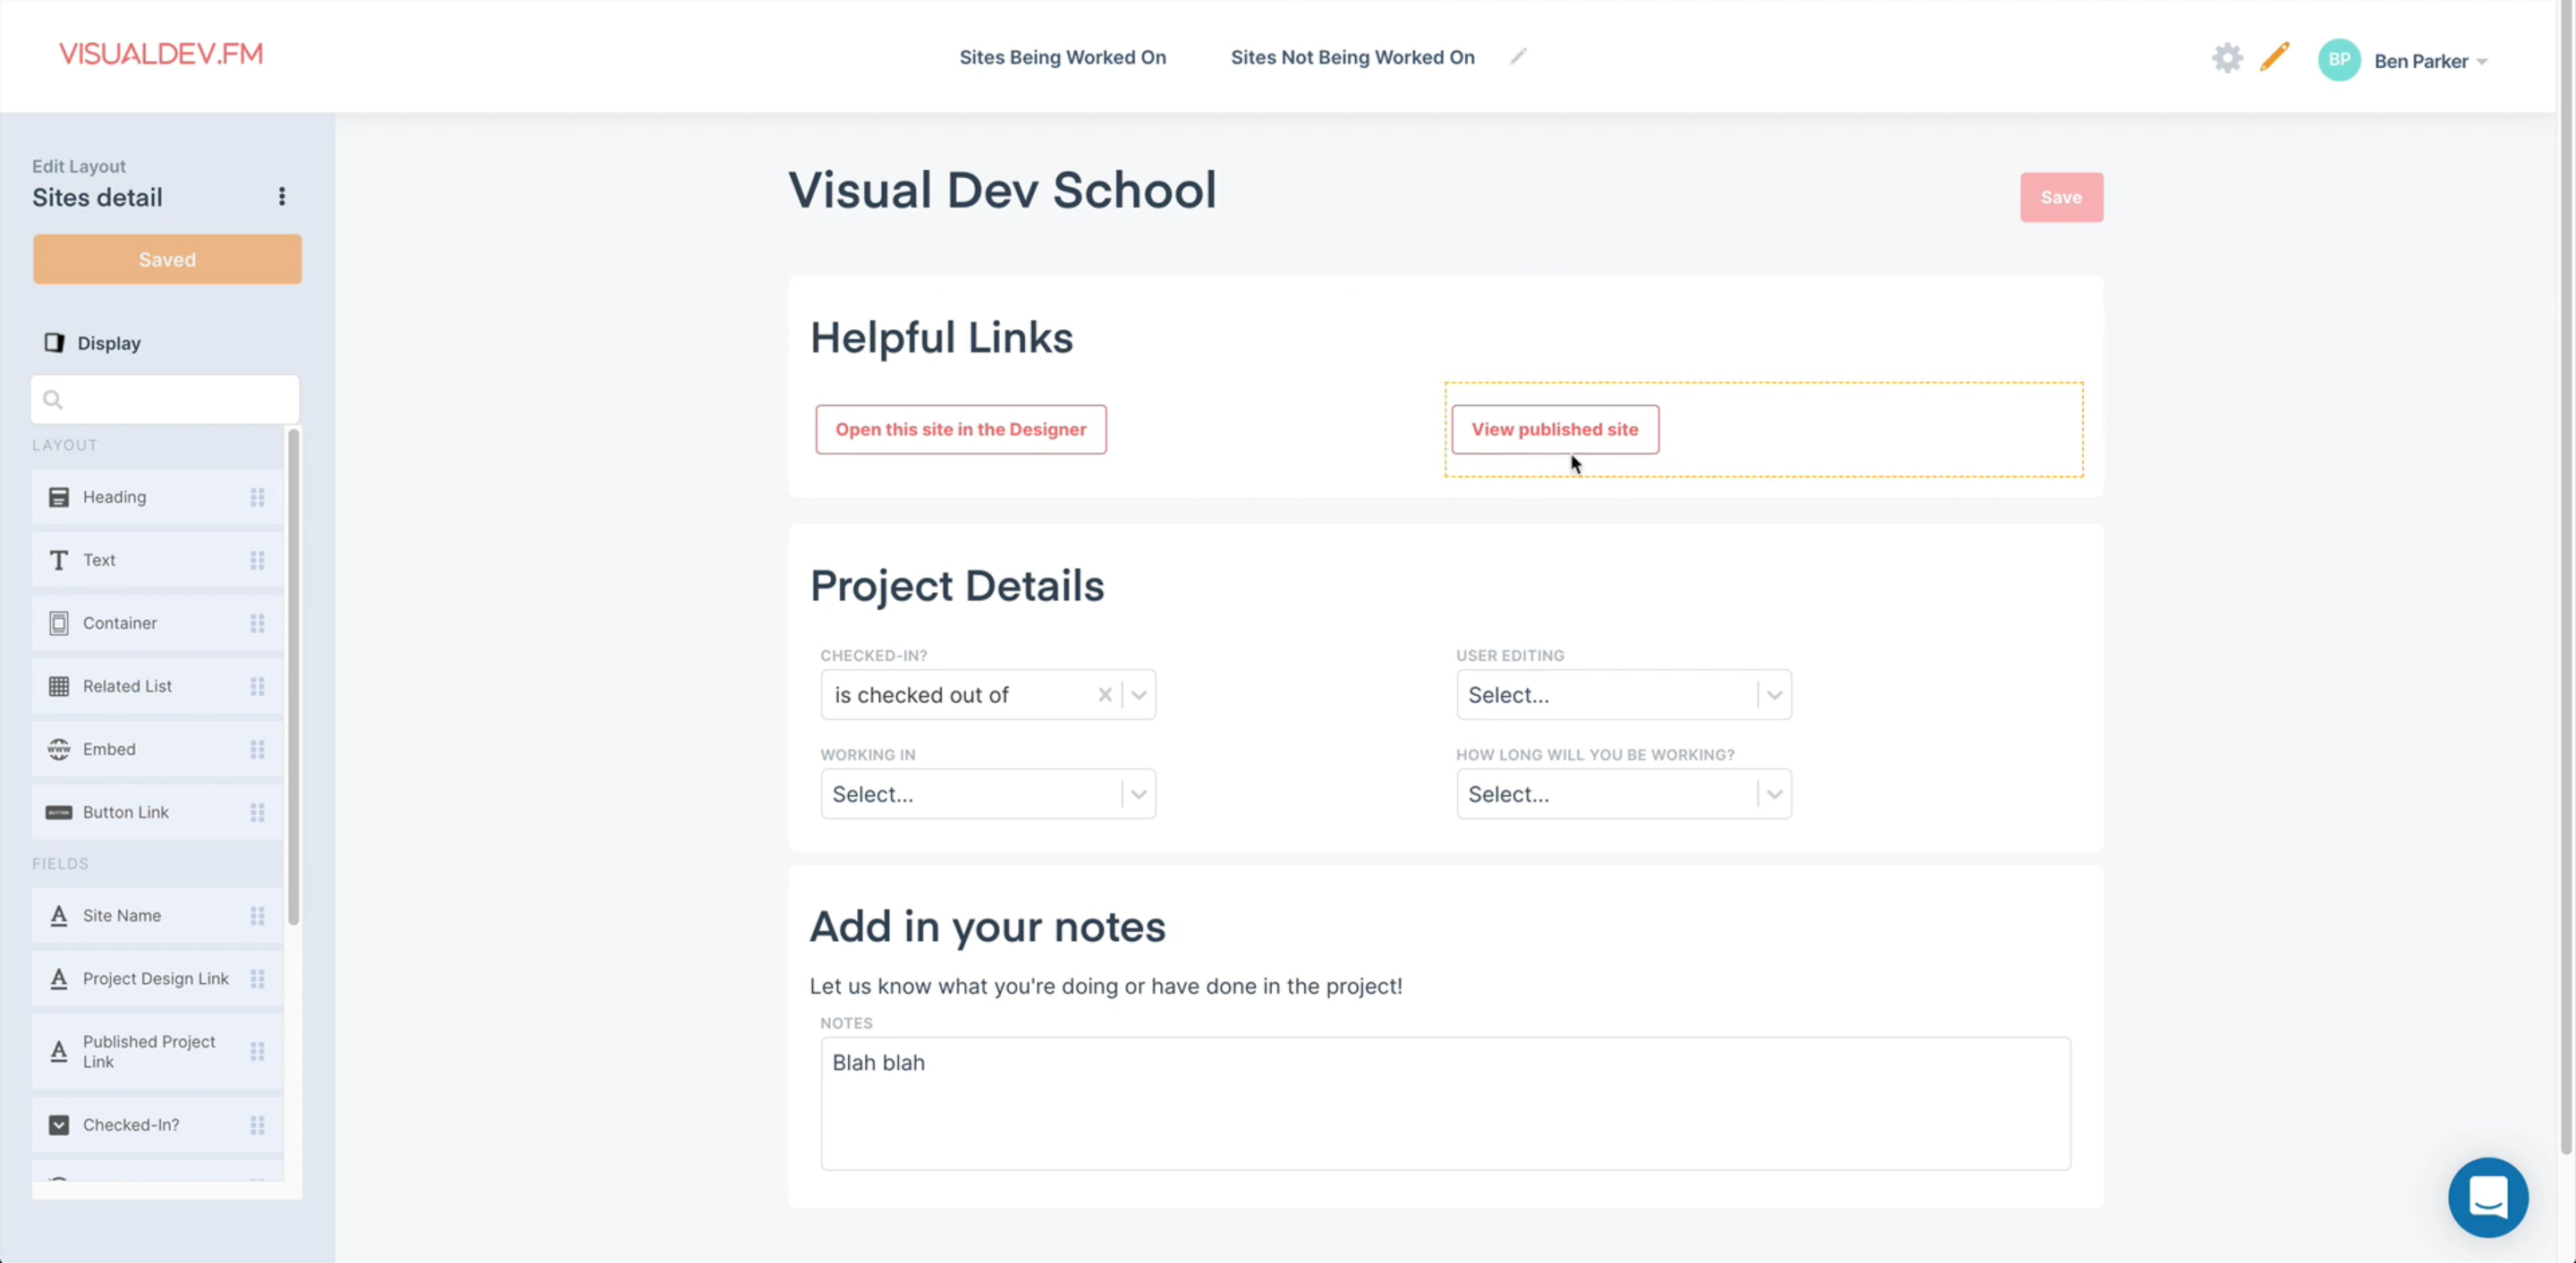 VISUALDEV.FM
Sites Being Worked On
Sites Not Being Worked On
BP
Ben Parker
Edit Layout
Sites detail
Saved
Display
LAYOUT
Heading
Text
Container
Related List
WWW Embed
BUTTON Button Link
FIELDS
Site Name
Project Design Link
Published Project
Link
Checked-In?
Visual Dev School
Save
Helpful Links
Open this site in the Designer
View published site
Project Details
CHECKED-IN?
USER EDITING
is checked out of
Select...
WORKING IN
HOW LONG WILL YOU BE WORKING?
Select...
Select...
Add in your notes
Let us know what you're doing or have done in the project!
NOTES
Blah blah